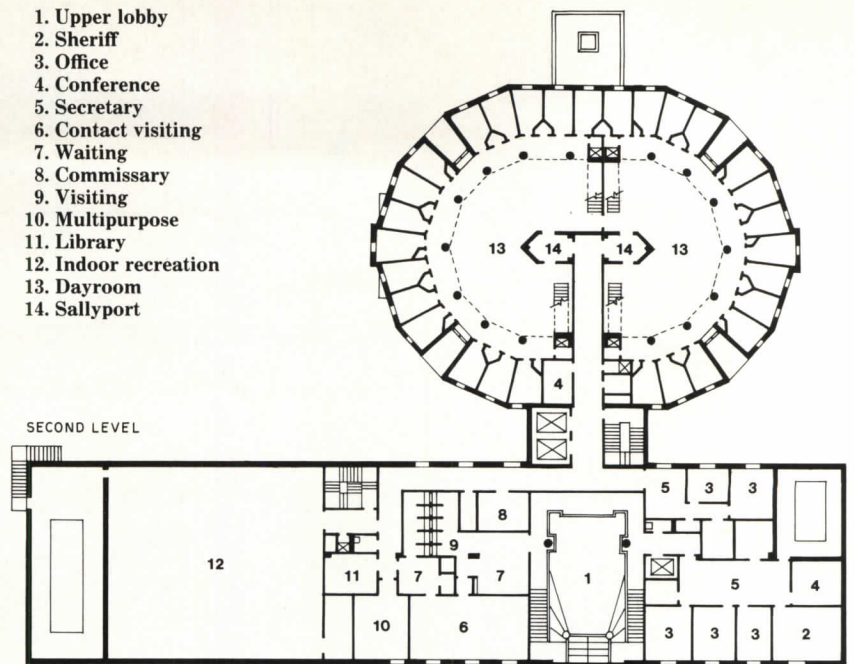 1. Upper lobby
2. Sheriff
3. Office
4. Conference
5. Secretary
6. Contact visiting
7. Waiting
8. Commissary
9. Visiting
10. Multipurpose
11. Library
12. Indoor recreation
13. Dayroom
14. Sallyport
13 14 14 13
4
SECOND LEVEL
5 3 3
8
9
12 11 7 7 1 5 4
10 6 3 3 3 2